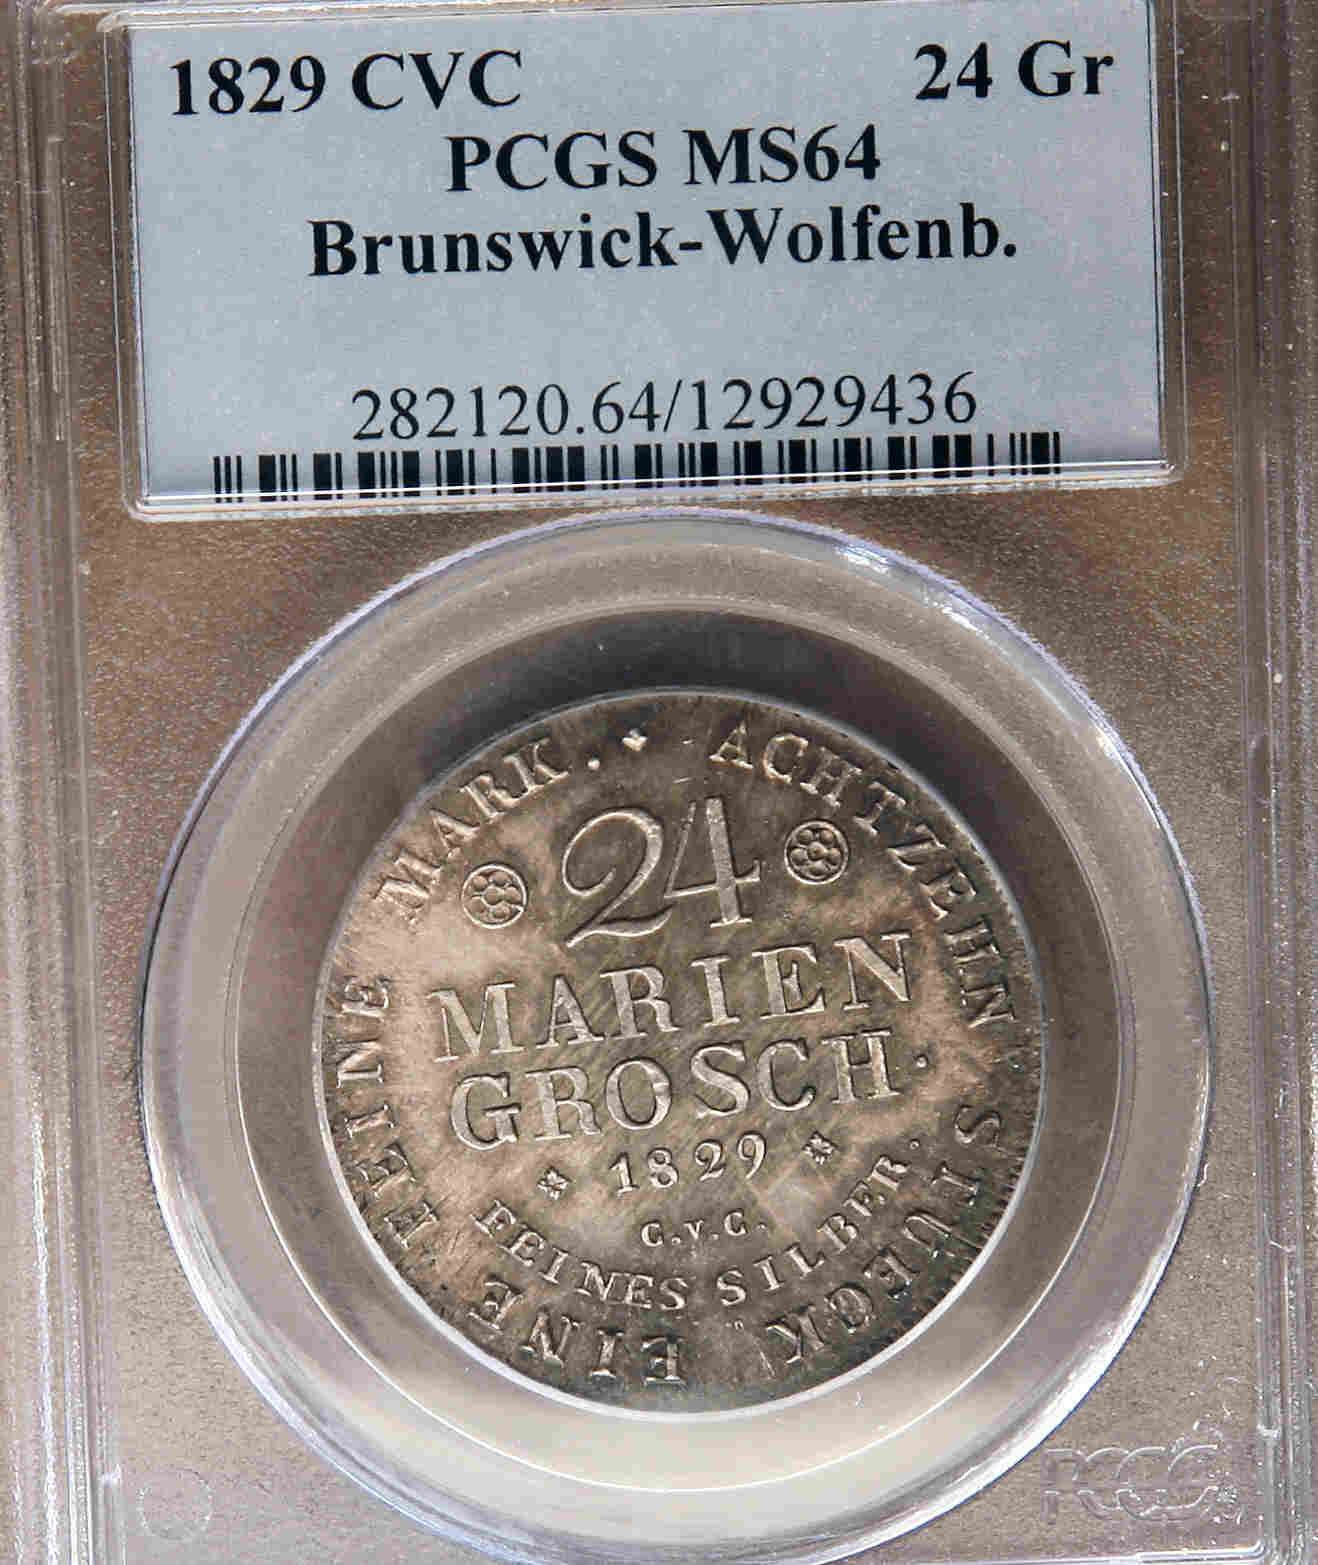 1829 CVC 24 Gr
PCGS MS64
Brunswick-Wolfenb.
282120.64/12929436
ACHTZEHN STUECK. EINE FEINE MARK.
24
MARIEN
GROSCH.
1829
C.v.C.
FEINES SILBER.
PCGS